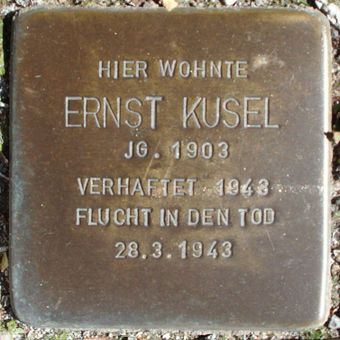 HIER WOHNTE
ERNST KUSEL
JG. 1903
VERHAFTET 1943
FLUCHT IN DEN TOD
28.3.1943